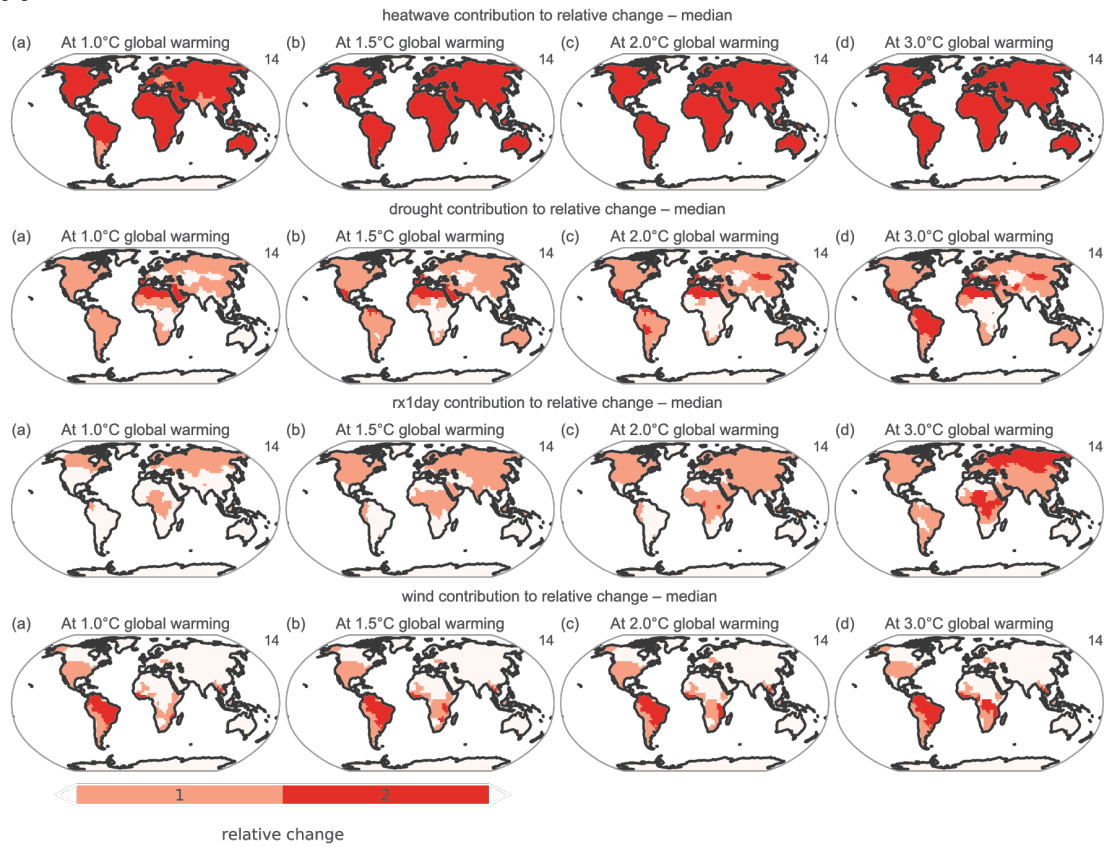 heatwave contribution to relative change – median
(a) At 1.0°C global warming 14
(b) At 1.5°C global warming 14
(c) At 2.0°C global warming 14
(d) At 3.0°C global warming 14
drought contribution to relative change – median
(a) At 1.0°C global warming 14
(b) At 1.5°C global warming 14
(c) At 2.0°C global warming 14
(d) At 3.0°C global warming 14
rx1day contribution to relative change – median
(a) At 1.0°C global warming 14
(b) At 1.5°C global warming 14
(c) At 2.0°C global warming 14
(d) At 3.0°C global warming 14
wind contribution to relative change – median
(a) At 1.0°C global warming 14
(b) At 1.5°C global warming 14
(c) At 2.0°C global warming 14
(d) At 3.0°C global warming 14
1 2
relative change